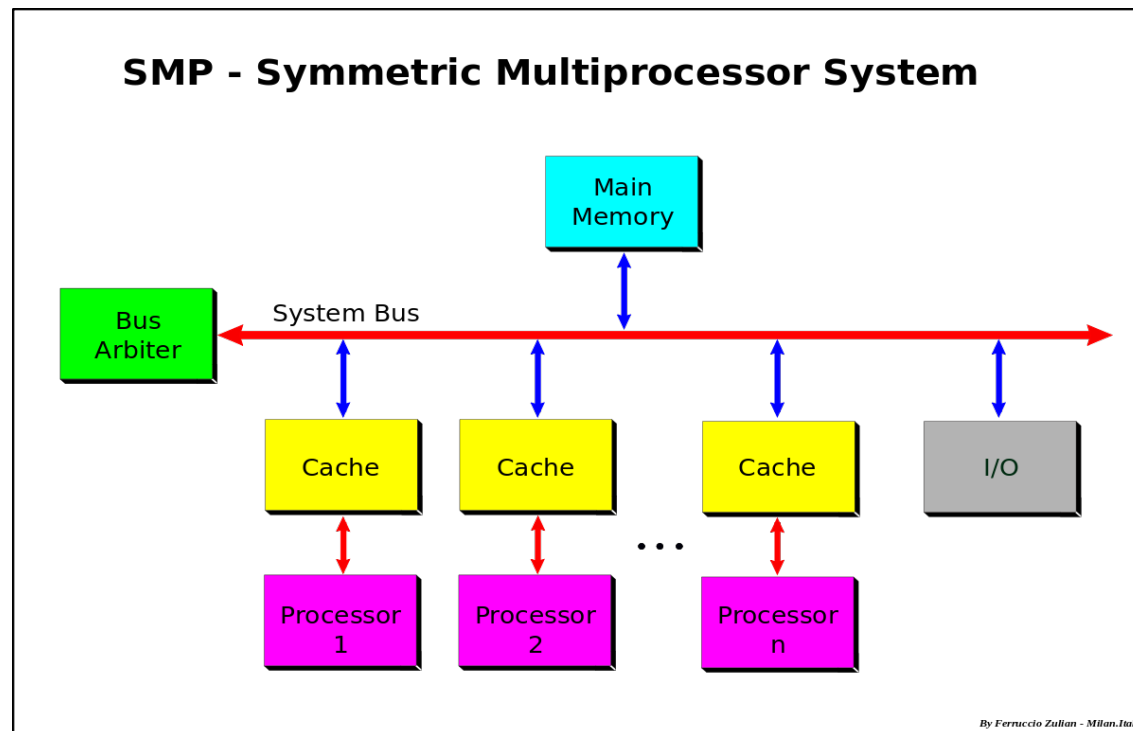 SMP - Symmetric Multiprocessor System
Main
Memory
System Bus
Bus
Arbiter
Cache
Cache
Cache
I/O
...
Processor
1
Processor
2
Processor
n
By Ferruccio Zulian - Milan.Ital